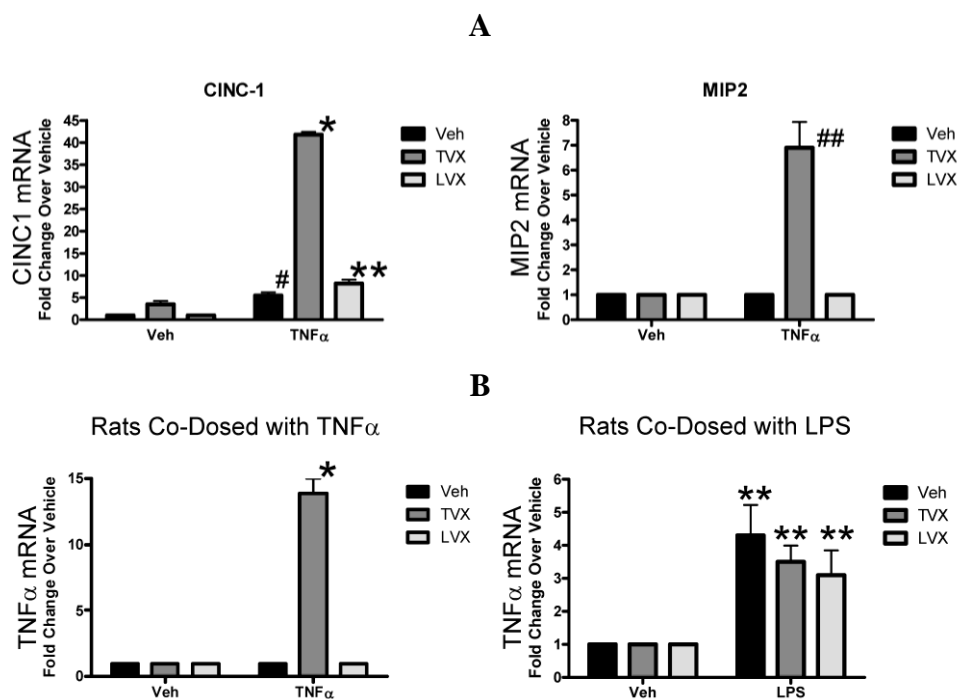 A
CINC-1
CINC1 mRNA
Fold Change Over Vehicle
45
40
35
30
25
20
15
10
5
0
#
*
**
Veh
TNFα
Veh
TVX
LVX
MIP2
MIP2 mRNA
Fold Change Over Vehicle
8
7
6
5
4
3
2
1
0
##
Veh
TNFα
Veh
TVX
LVX
B
Rats Co-Dosed with TNFα
TNFα mRNA
Fold Change Over Vehicle
15
10
5
0
*
Veh
TNFα
Veh
TVX
LVX
Rats Co-Dosed with LPS
TNFα mRNA
Fold Change Over Vehicle
6
5
4
3
2
1
0
**
**
**
Veh
LPS
Veh
TVX
LVX